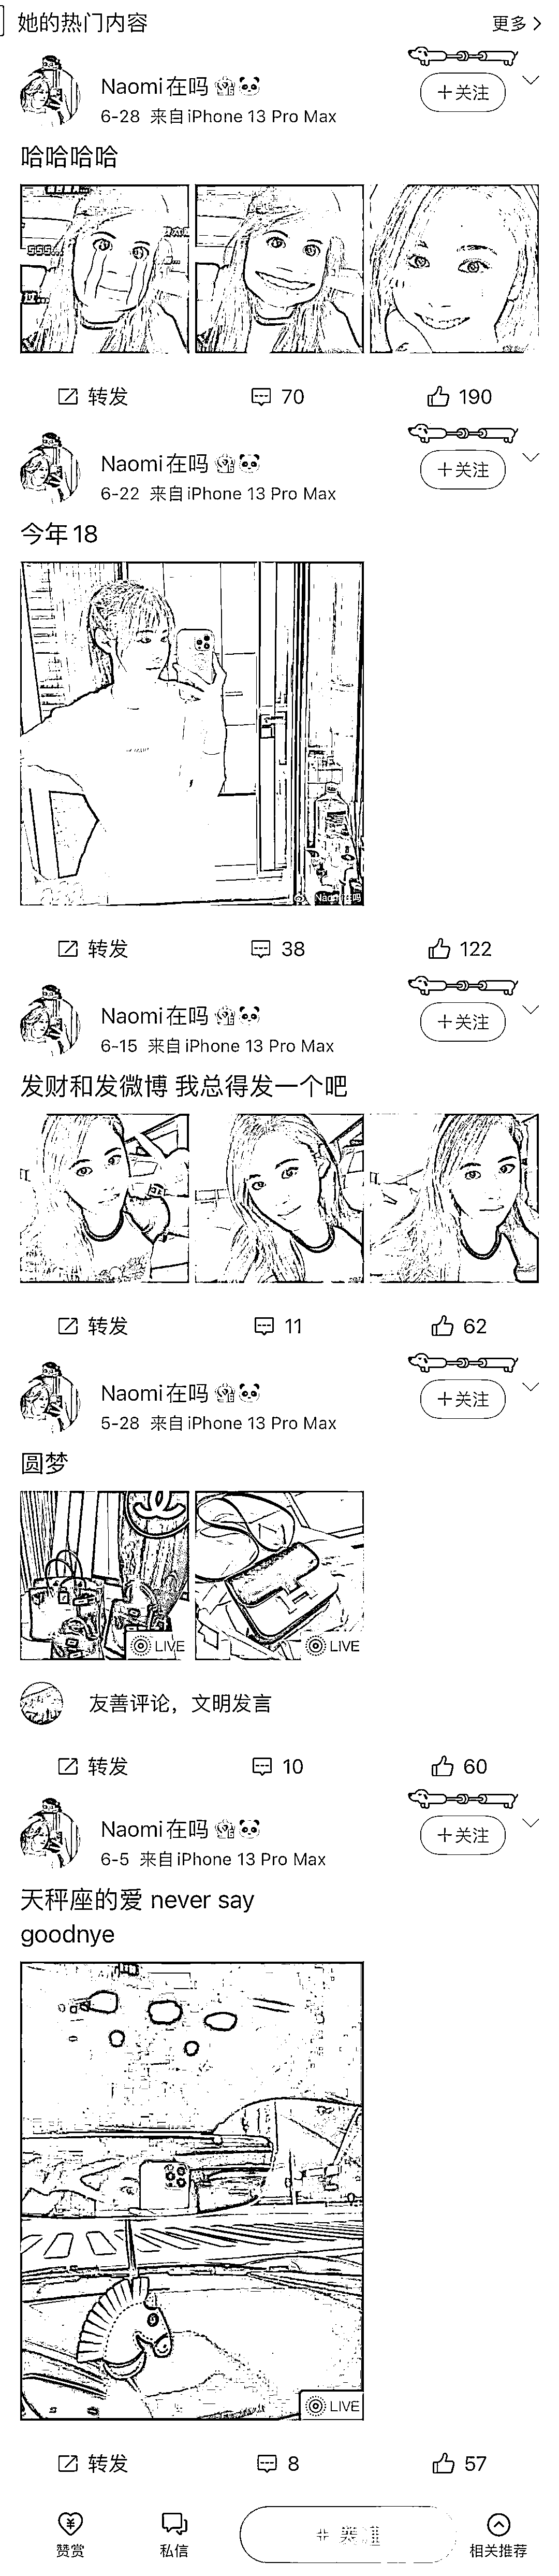 她的热门内容
更多
Naomi在吗
6-28 来自iPhone 13 Pro Max
关注
哈哈哈哈
sss...
转发
70
190
Naomi在吗
6-22 来自iPhone 13 Pro Max
关注
今年18
Naomi在吗
转发
38
122
Naomi在吗
6-15 来自iPhone 13 Pro Max
关注
发财和发微博 我总得发一个吧
转发
11
62
Naomi在吗
5-28 来自iPhone 13 Pro Max
关注
圆梦
LIVE
LIVE
友善评论，文明发言
转发
10
60
Naomi在吗
6-5 来自iPhone 13 Pro Max
关注
天秤座的爱 never say
goodnye
LIVE
转发
8
57
赞赏
私信
相关推荐